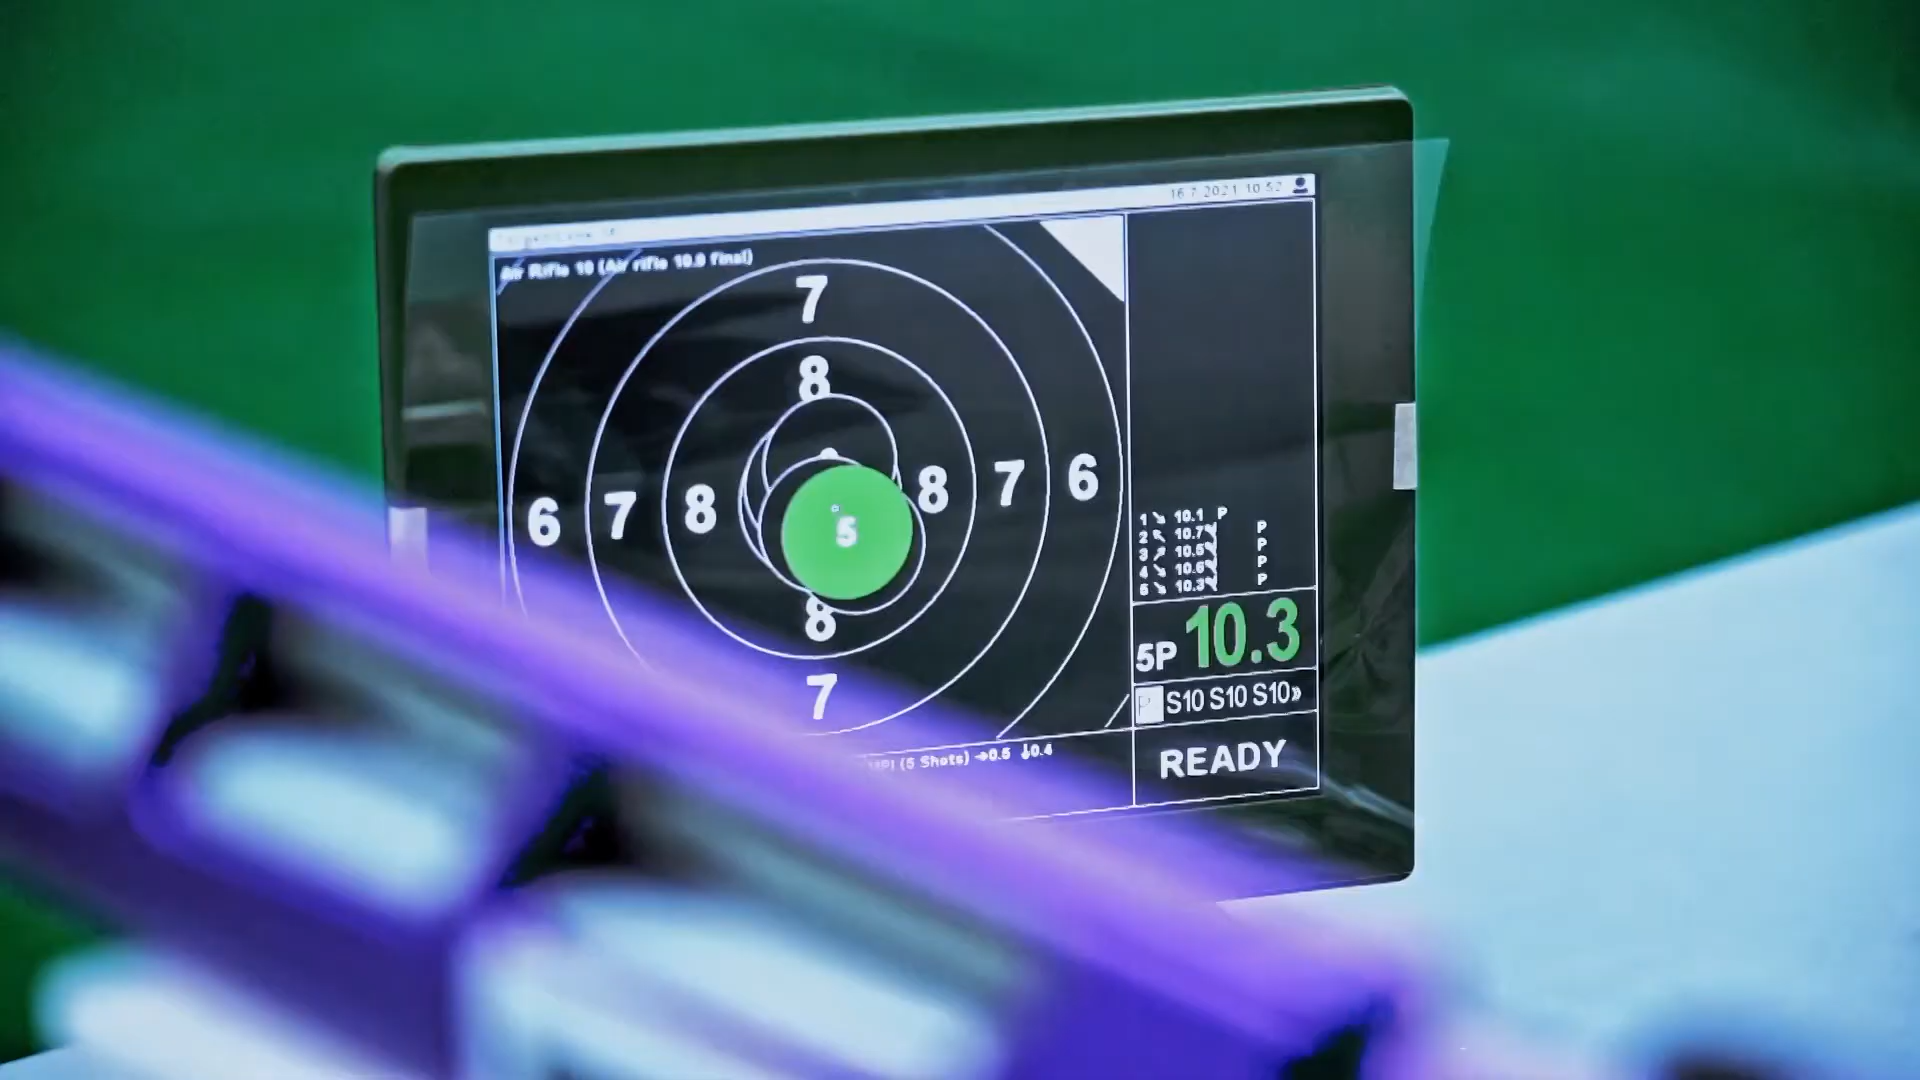 16.7.2021 10:52
Air Rifle 10 (Air rifle 10.9 final)
7
8
6 7 8 5 8 7 6
8
7
1 10.1 P
2 10.7 P
3 10.5 P
4 10.6 P
5 10.3 P
5P 10.3
P S10 S10 S10»
(5 Shots) →0.5 ↓0.4
READY